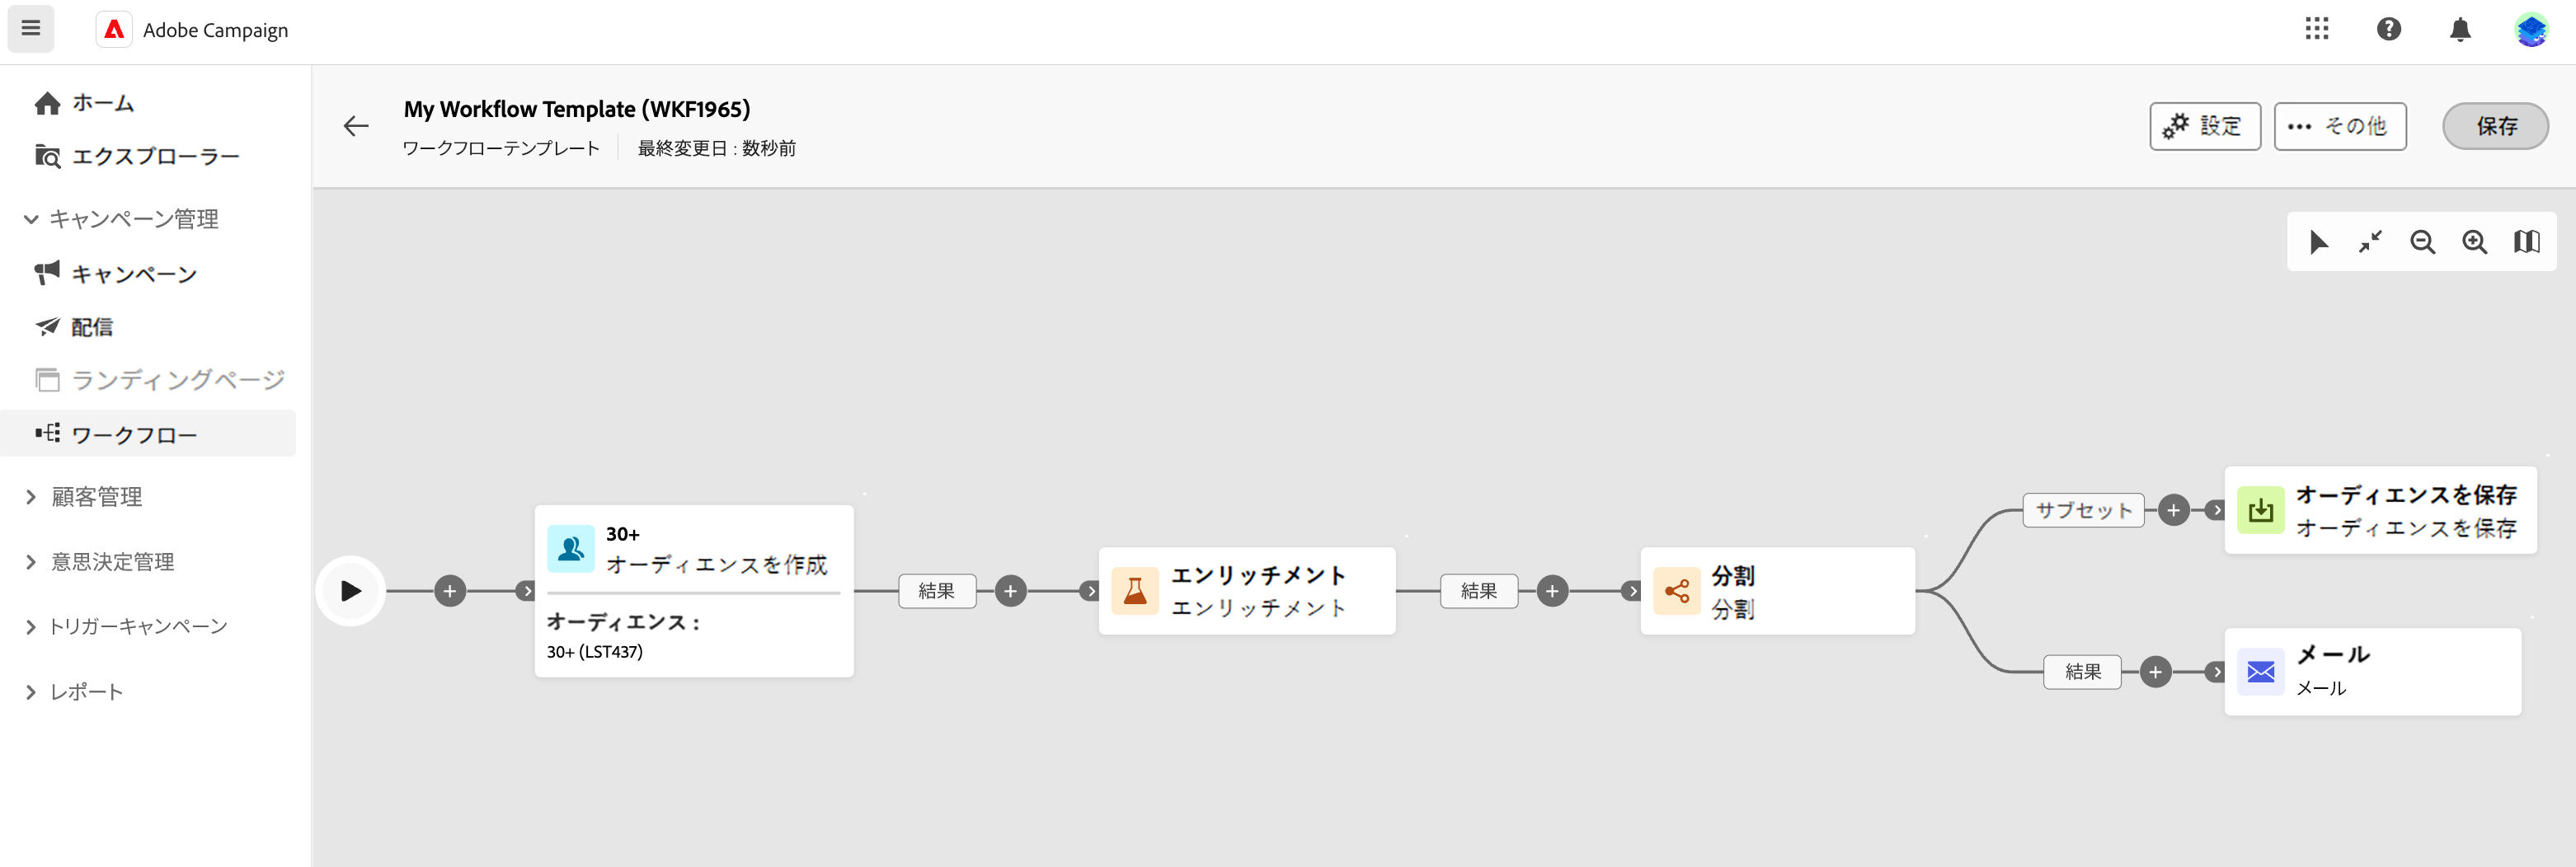 Adobe Campaign
ホーム
エクスプローラー
キャンペーン管理
キャンペーン
配信
ランディングページ
ワークフロー
顧客管理
意思決定管理
トリガーキャンペーン
レポート
My Workflow Template (WKF1965)
ワークフローテンプレート
最終変更日 : 数秒前
設定
その他
保存
30+
オーディエンスを作成
オーディエンス :
30+ (LST437)
結果
エンリッチメント
エンリッチメント
結果
分割
分割
サブセット
オーディエンスを保存
オーディエンスを保存
結果
メール
メール